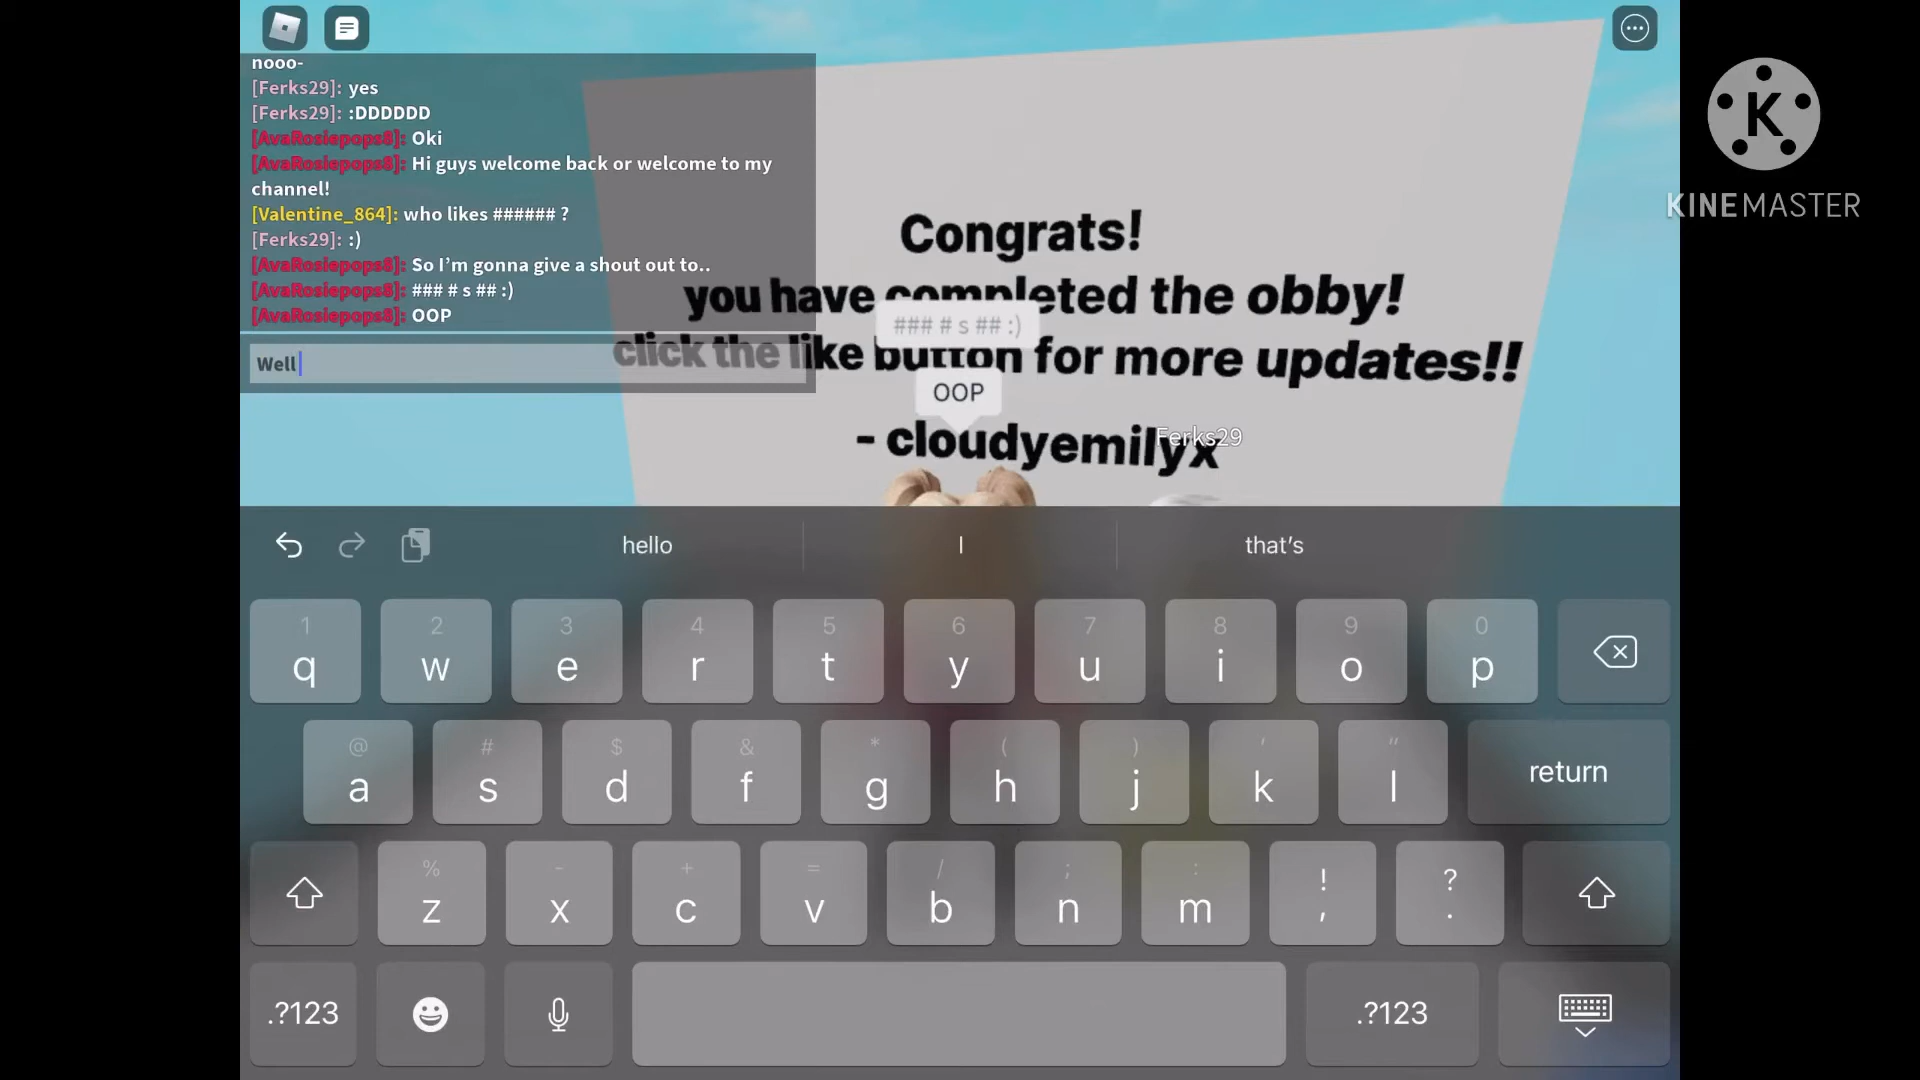 nooo-
[Ferks29]: yes
[Ferks29]: :DDDDDD
[AvaRosiepops8]: Oki
[AvaRosiepops8]: Hi guys welcome back or welcome to my
channel!
[Valentine_864]: who likes ###### ?
[Ferks29]: :)
[AvaRosiepops8]: So I'm gonna give a shout out to..
[AvaRosiepops8]: ### # s ## :)
[AvaRosiepops8]: OOP
Well
Congrats!
you have completed the obby!
### # s ## :)
click the like button for more updates!!
OOP
- cloudyemilyx
Ferks29
K
KINEMASTER
hello I that's
1 2 3 4 5 6 7 8 9 0
q w e r t y u i o p
@ # $ & * ( ) ' "
a s d f g h j k l return
% - + = / ; : ! ?
z x c v b n m , .
.?123 .?123